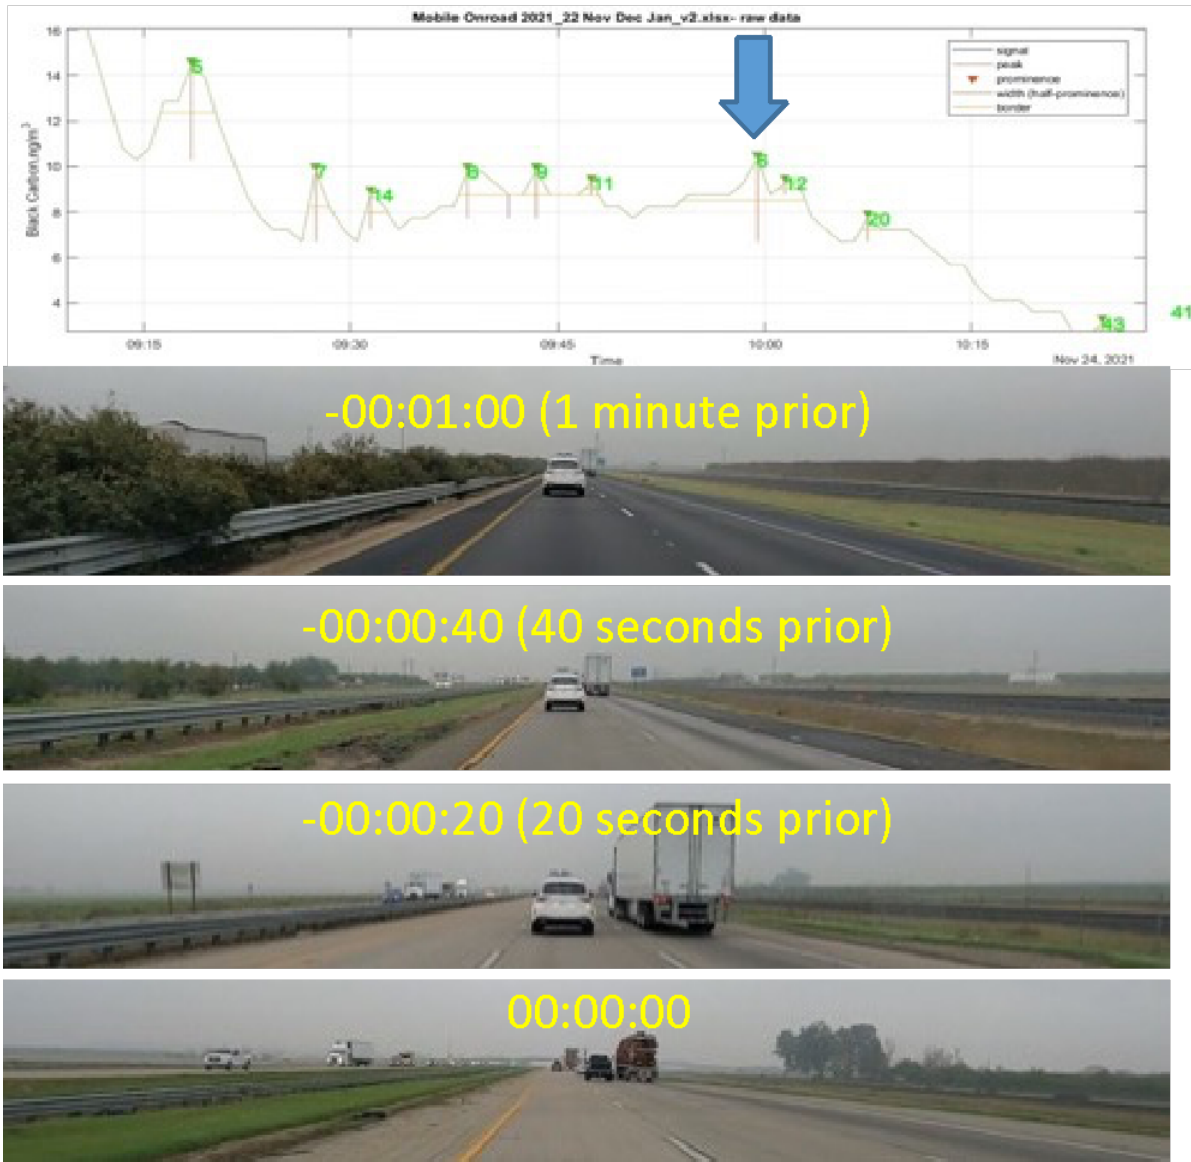 Mobile Onroad 2021_22 Nov Dec Jan_v2.xlsx- raw data
16
14
12
10
8
6
4
Black Carbon,ng/m³
5
7
14
9
11
12
20
43
41
signal
peak
prominence
width (half-prominence)
border
09:15
09:30
09:45
10:00
10:15
Time
Nov 24, 2021
-00:01:00 (1 minute prior)
-00:00:40 (40 seconds prior)
-00:00:20 (20 seconds prior)
00:00:00